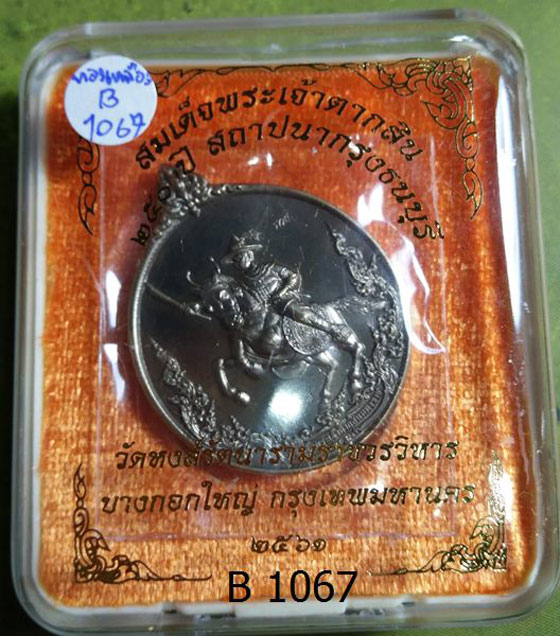 ทองเหลือง
B
1067
สมเด็จพระเจ้าตากสิน
๒๕๐ ปี สถาปนากรุงธนบุรี
วัดหงส์รัตนารามราชวรวิหาร
บางกอกใหญ่ กรุงเทพมหานคร
๒๕๖๑
B 1067